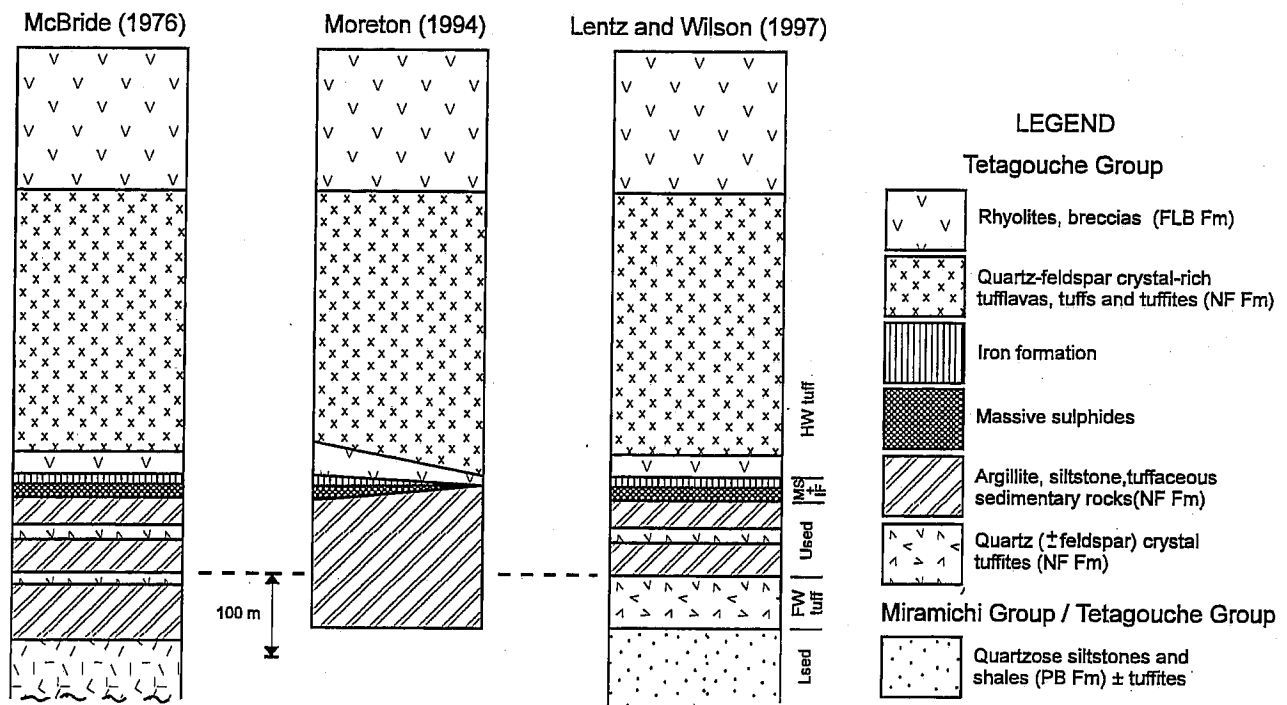 McBride (1976)
Moreton (1994)
Lentz and Wilson (1997)
HW tuff
MS + IF
Used
FW tuff
Lsed
100 m
LEGEND
Tetagouche Group
Rhyolites, breccias (FLB Fm)
Quartz-feldspar crystal-rich
tufflavas, tuffs and tuffites (NF Fm)
Iron formation
Massive sulphides
Argillite, siltstone,tuffaceous
sedimentary rocks(NF Fm)
Quartz (±feldspar) crystal
tuffites (NF Fm)
Miramichi Group / Tetagouche Group
Quartzose siltstones and
shales (PB Fm) ± tuffites